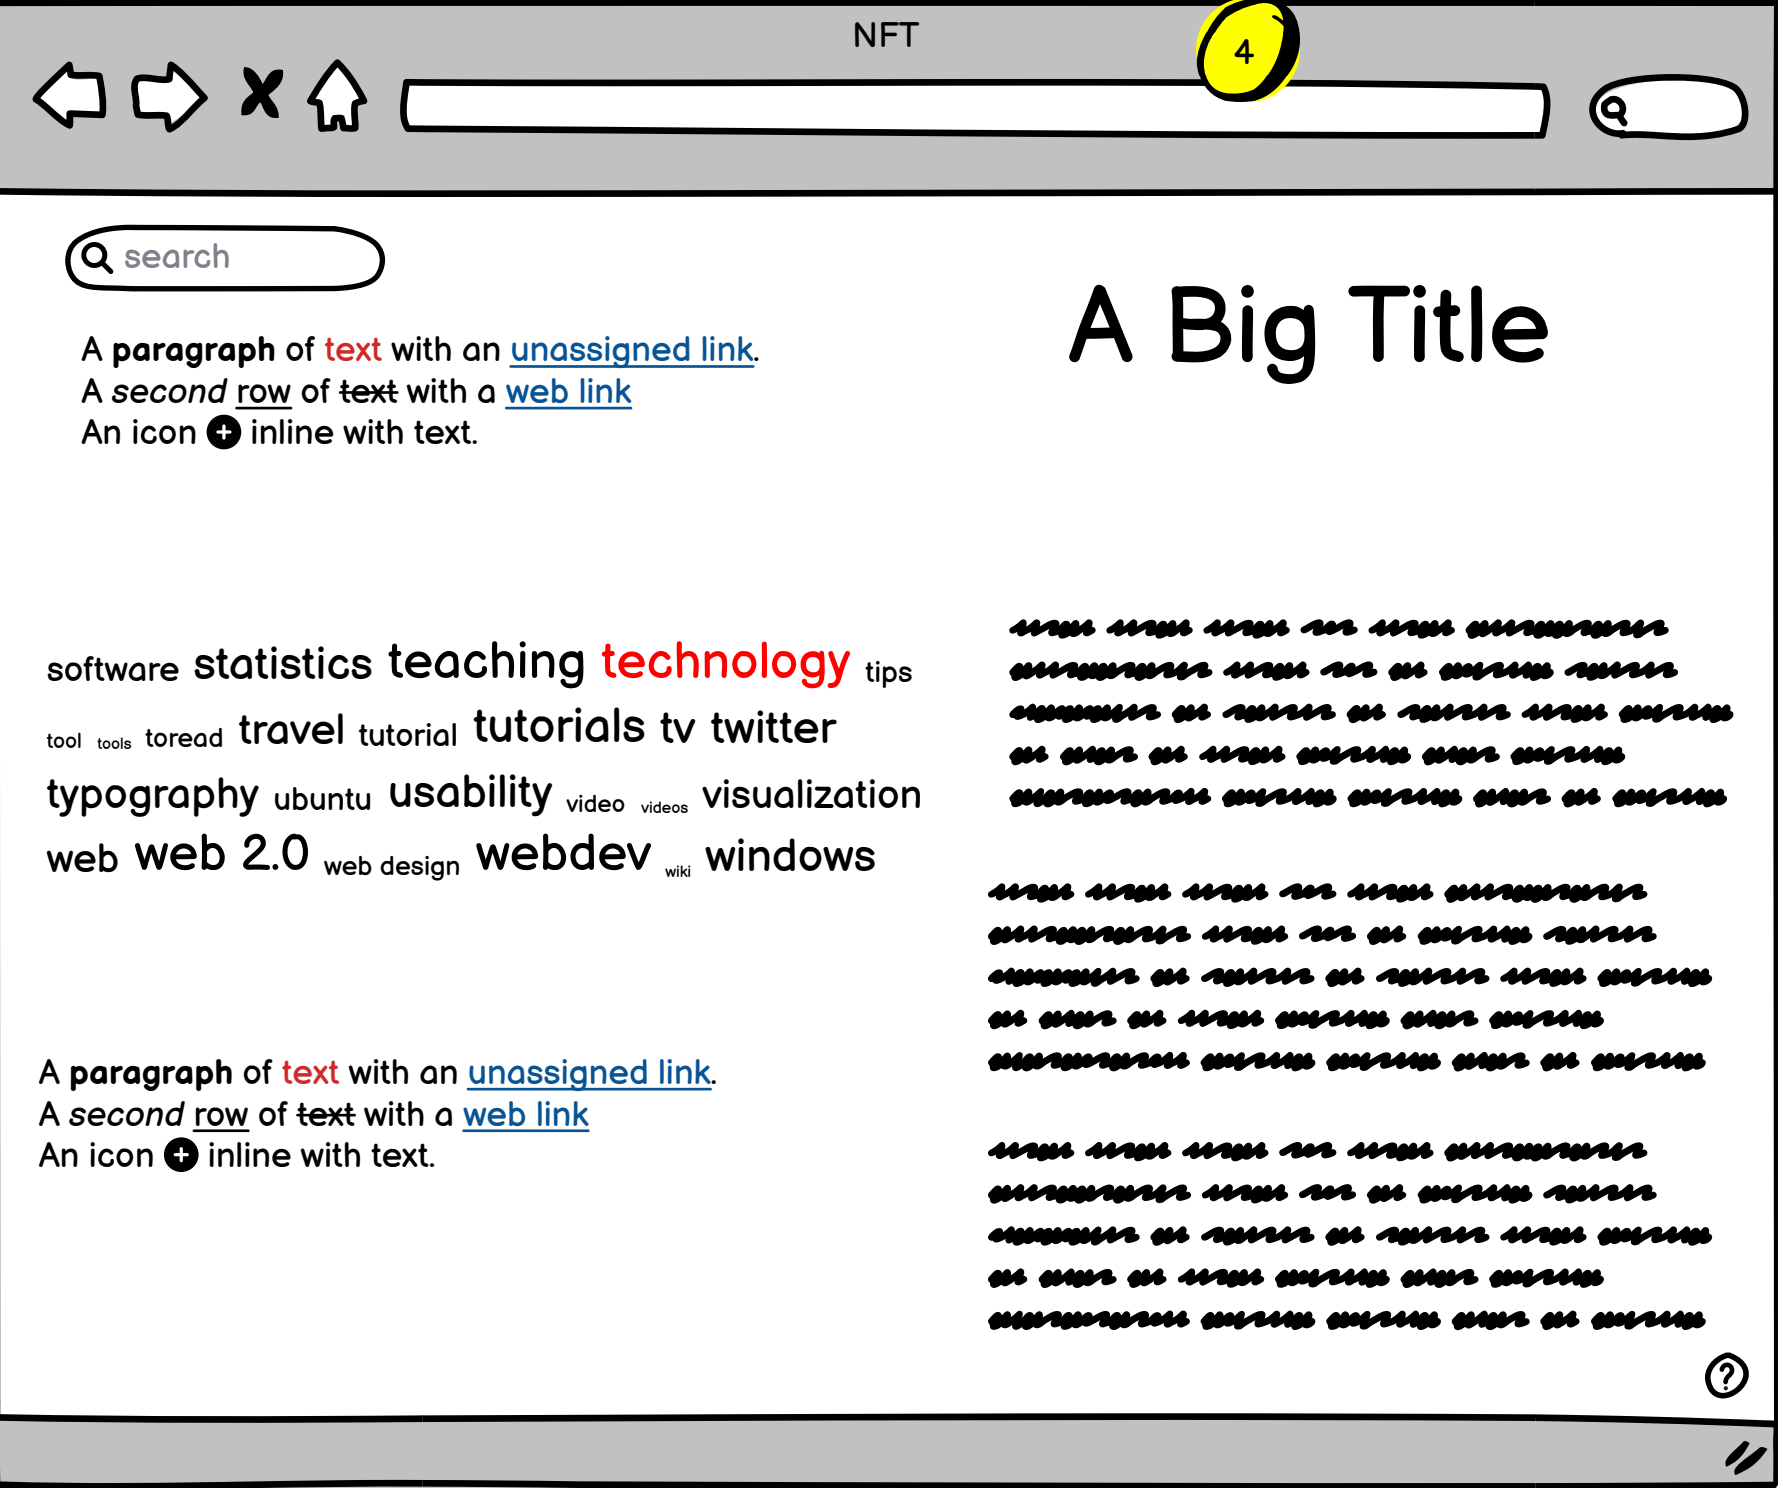 NFT
4
search
A paragraph of text with an unassigned link.
A second row of text with a web link
An icon inline with text.
A Big Title
software statistics teaching technology tips
tool tools toread travel tutorial tutorials tv twitter
typography ubuntu usability video videos visualization
web web 2.0 web design webdev wiki windows
A paragraph of text with an unassigned link.
A second row of text with a web link
An icon inline with text.
?